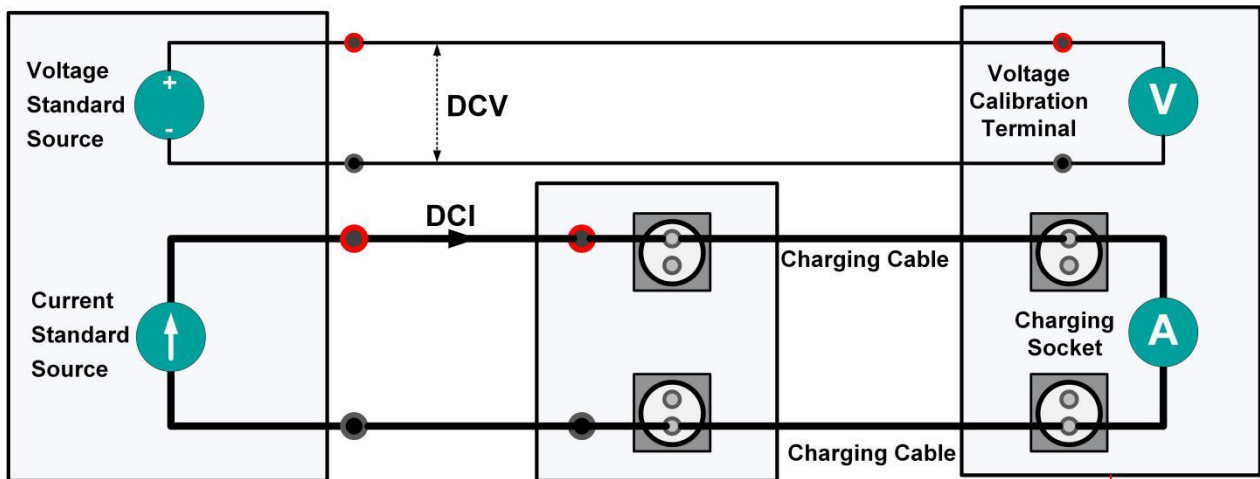 Voltage
Standard
Source
+
-
DCV
Voltage
Calibration
Terminal
V
DCI
Charging Cable
Current
Standard
Source
Charging
Socket
A
Charging Cable